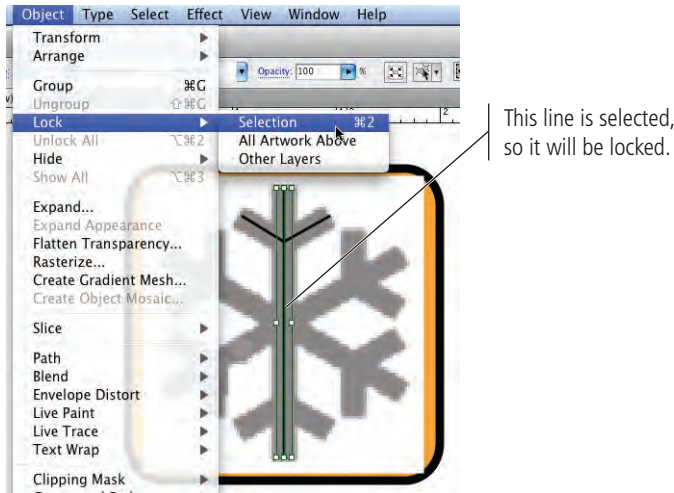 Object Type Select Effect View Window Help
Transform
Arrange
Opacity: 100 %
Group ⌘G
Ungroup ⇧⌘G
Lock
Selection ⌘2
Unlock All ⌥⌘2
All Artwork Above
Hide
Other Layers
Show All ⌥⌘3
2
This line is selected,
so it will be locked.
Expand...
Expand Appearance
Flatten Transparency...
Rasterize...
Create Gradient Mesh...
Create Object Mosaic...
Slice
Path
Blend
Envelope Distort
Live Paint
Live Trace
Text Wrap
Clipping Mask